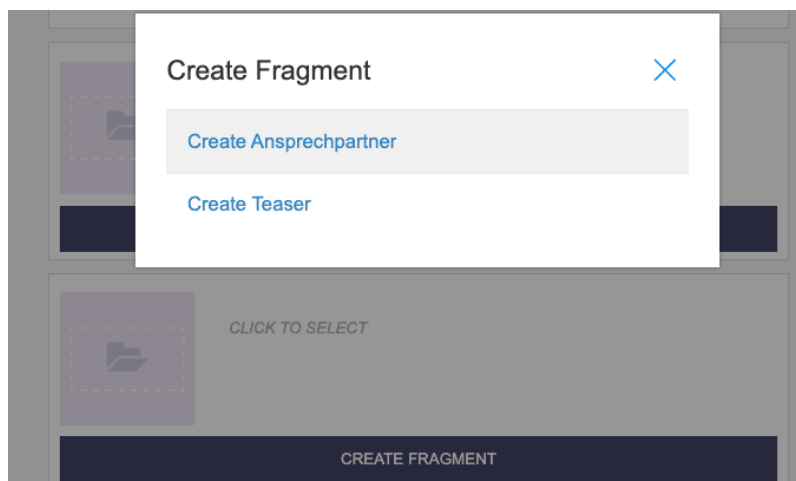 Create Fragment
Create Ansprechpartner
Create Teaser
CLICK TO SELECT
CREATE FRAGMENT